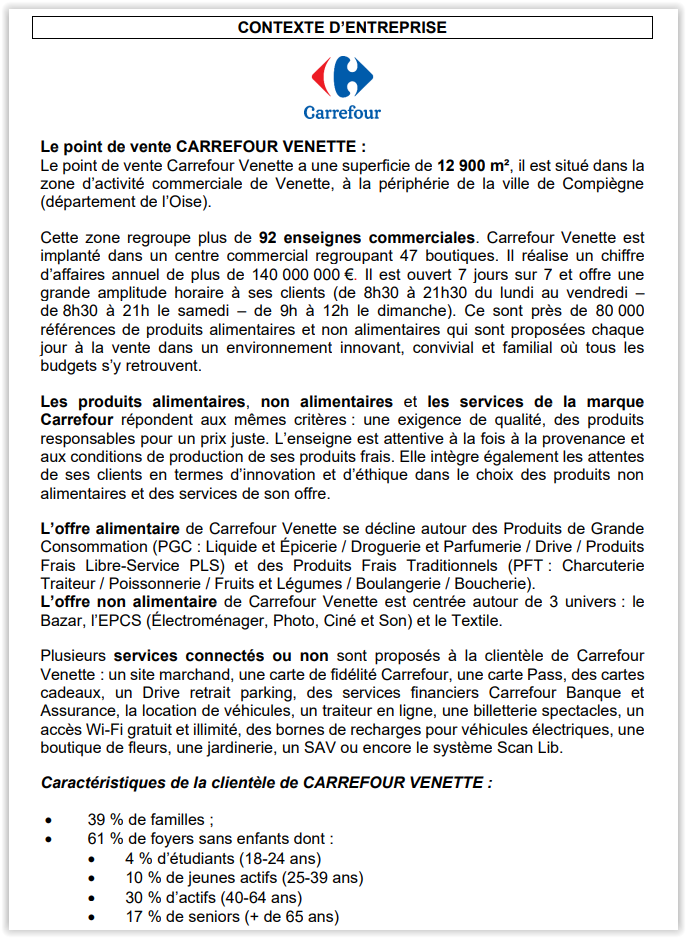 CONTEXTE D’ENTREPRISE
Carrefour
Le point de vente CARREFOUR VENETTE :
Le point de vente Carrefour Venette a une superficie de 12 900 m², il est situé dans la
zone d’activité commerciale de Venette, à la périphérie de la ville de Compiègne
(département de l’Oise).
Cette zone regroupe plus de 92 enseignes commerciales. Carrefour Venette est
implanté dans un centre commercial regroupant 47 boutiques. Il réalise un chiffre
d’affaires annuel de plus de 140 000 000 €. Il est ouvert 7 jours sur 7 et offre une
grande amplitude horaire à ses clients (de 8h30 à 21h30 du lundi au vendredi –
de 8h30 à 21h le samedi – de 9h à 12h le dimanche). Ce sont près de 80 000
références de produits alimentaires et non alimentaires qui sont proposées chaque
jour à la vente dans un environnement innovant, convivial et familial où tous les
budgets s’y retrouvent.
Les produits alimentaires, non alimentaires et les services de la marque
Carrefour répondent aux mêmes critères : une exigence de qualité, des produits
responsables pour un prix juste. L’enseigne est attentive à la fois à la provenance et
aux conditions de production de ses produits frais. Elle intègre également les attentes
de ses clients en termes d’innovation et d’éthique dans le choix des produits non
alimentaires et des services de son offre.
L’offre alimentaire de Carrefour Venette se décline autour des Produits de Grande
Consommation (PGC : Liquide et Épicerie / Droguerie et Parfumerie / Drive / Produits
Frais Libre-Service PLS) et des Produits Frais Traditionnels (PFT : Charcuterie
Traiteur / Poissonnerie / Fruits et Légumes / Boulangerie / Boucherie).
L’offre non alimentaire de Carrefour Venette est centrée autour de 3 univers : le
Bazar, l’EPCS (Électroménager, Photo, Ciné et Son) et le Textile.
Plusieurs services connectés ou non sont proposés à la clientèle de Carrefour
Venette : un site marchand, une carte de fidélité Carrefour, une carte Pass, des cartes
cadeaux, un Drive retrait parking, des services financiers Carrefour Banque et
Assurance, la location de véhicules, un traiteur en ligne, une billetterie spectacles, un
accès Wi-Fi gratuit et illimité, des bornes de recharges pour véhicules électriques, une
boutique de fleurs, une jardinerie, un SAV ou encore le système Scan Lib.
Caractéristiques de la clientèle de CARREFOUR VENETTE :
• 39 % de familles ;
• 61 % de foyers sans enfants dont :
• 4 % d’étudiants (18-24 ans)
• 10 % de jeunes actifs (25-39 ans)
• 30 % d’actifs (40-64 ans)
• 17 % de seniors (+ de 65 ans)